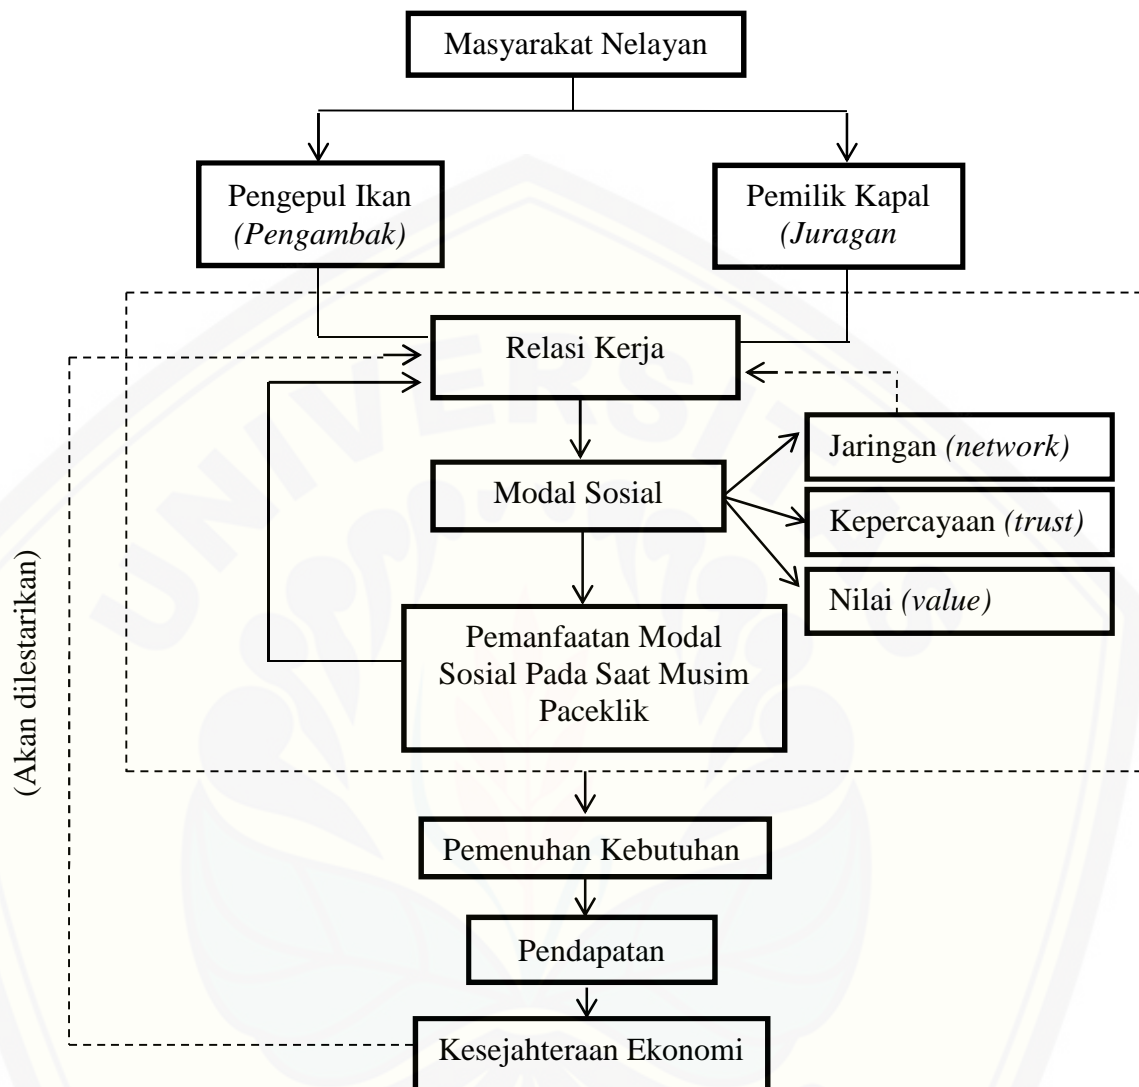 Masyarakat Nelayan
Pengepul Ikan
(Pengambak)
Pemilik Kapal
(Juragan
Relasi Kerja
Jaringan (network)
Modal Sosial
Kepercayaan (trust)
Nilai (value)
Pemanfaatan Modal
Sosial Pada Saat Musim
Paceklik
(Akan dilestarikan)
Pemenuhan Kebutuhan
Pendapatan
Kesejahteraan Ekonomi
UNIVERSITS